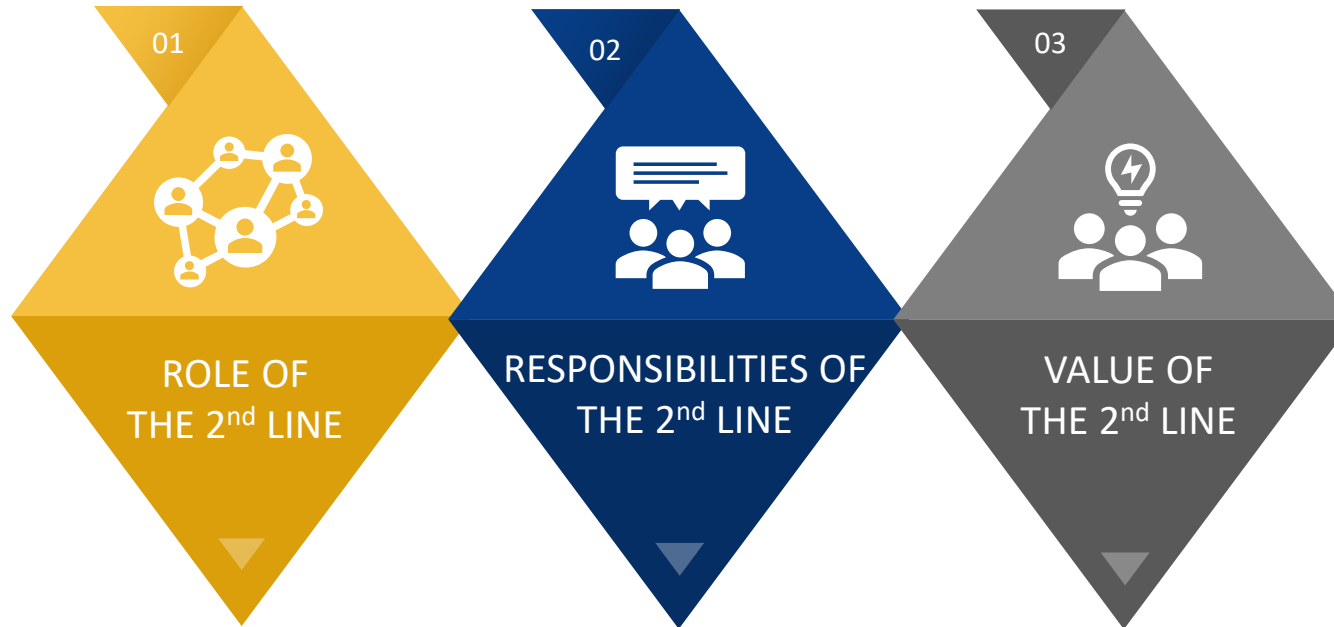 01
ROLE OF
THE 2nd LINE
02
RESPONSIBILITIES OF
THE 2nd LINE
03
VALUE OF
THE 2nd LINE